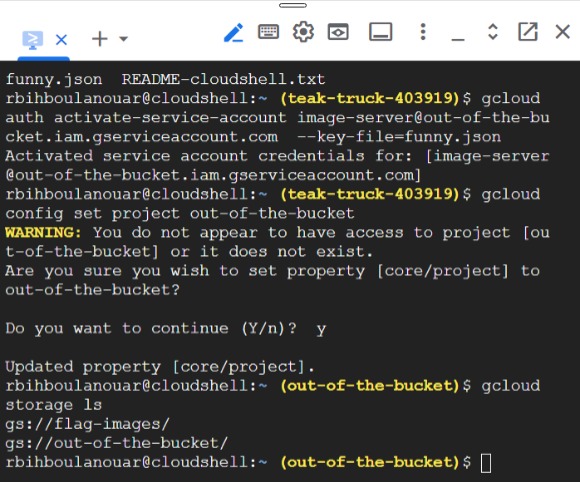 funny.json  README-cloudshell.txt
rbihboulanouar@cloudshell:~ (teak-truck-403919)$ gcloud
auth activate-service-account image-server@out-of-the-bu
cket.iam.gserviceaccount.com  --key-file=funny.json
Activated service account credentials for: [image-server
@out-of-the-bucket.iam.gserviceaccount.com]
rbihboulanouar@cloudshell:~ (teak-truck-403919)$ gcloud
config set project out-of-the-bucket
WARNING: You do not appear to have access to project [ou
t-of-the-bucket] or it does not exist.
Are you sure you wish to set property [core/project] to
out-of-the-bucket?
Do you want to continue (Y/n)?  y
Updated property [core/project].
rbihboulanouar@cloudshell:~ (out-of-the-bucket)$ gcloud
storage ls
gs://flag-images/
gs://out-of-the-bucket/
rbihboulanouar@cloudshell:~ (out-of-the-bucket)$